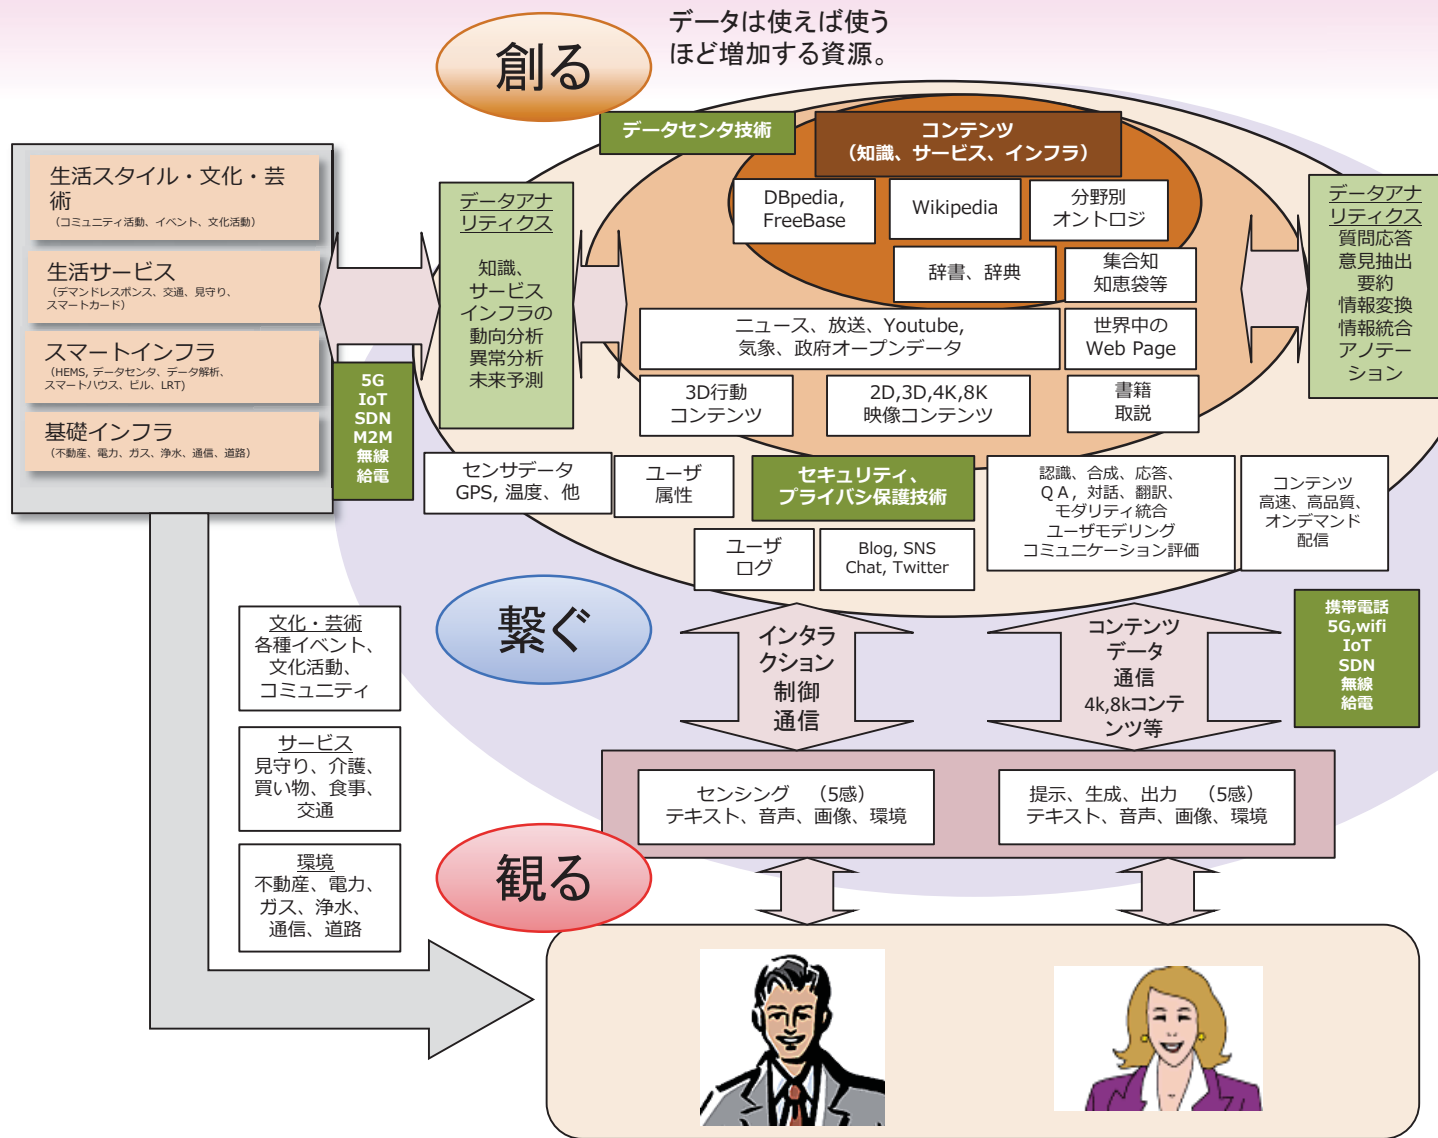 データは使えば使う
ほど増加する資源。
創る
データセンタ技術
コンテンツ
（知識、サービス、インフラ）
DBpedia,
FreeBase
Wikipedia
分野別
オントロジ
辞書、辞典
集合知
知恵袋等
ニュース、放送、Youtube,
気象、政府オープンデータ
世界中の
Web Page
3D行動
コンテンツ
2D,3D,4K,8K
映像コンテンツ
書籍
取説
生活スタイル・文化・芸
術
（コミュニティ活動、イベント、文化活動）
生活サービス
（デマンドレスポンス、交通、見守り、
スマートカード）
スマートインフラ
（HEMS, データセンタ、データ解析、
スマートハウス、ビル、LRT)
基礎インフラ
（不動産、電力、ガス、浄水、通信、道路）
5G
IoT
SDN
M2M
無線
給電
データアナ
リティクス
知識、
サービス
インフラの
動向分析
異常分析
未来予測
データアナ
リティクス
質問応答
意見抽出
要約
情報変換
情報統合
アノテー
ション
センサデータ
GPS, 温度、他
ユーザ
属性
セキュリティ、
プライバシ保護技術
認識、合成、応答、
ＱＡ，対話、翻訳、
モダリティ統合
ユーザモデリング
コミュニケーション評価
コンテンツ
高速、高品質、
オンデマンド
配信
ユーザ
ログ
Blog, SNS
Chat, Twitter
繋ぐ
インタラ
クション
制御
通信
コンテンツ
データ
通信
4k,8kコンテ
ンツ等
携帯電話
5G,wifi
IoT
SDN
無線
給電
文化・芸術
各種イベント、
文化活動、
コミュニティ
サービス
見守り、介護、
買い物、食事、
交通
環境
不動産、電力、
ガス、浄水、
通信、道路
センシング　（5感）
テキスト、音声、画像、環境
提示、生成、出力　（5感）
テキスト、音声、画像、環境
観る